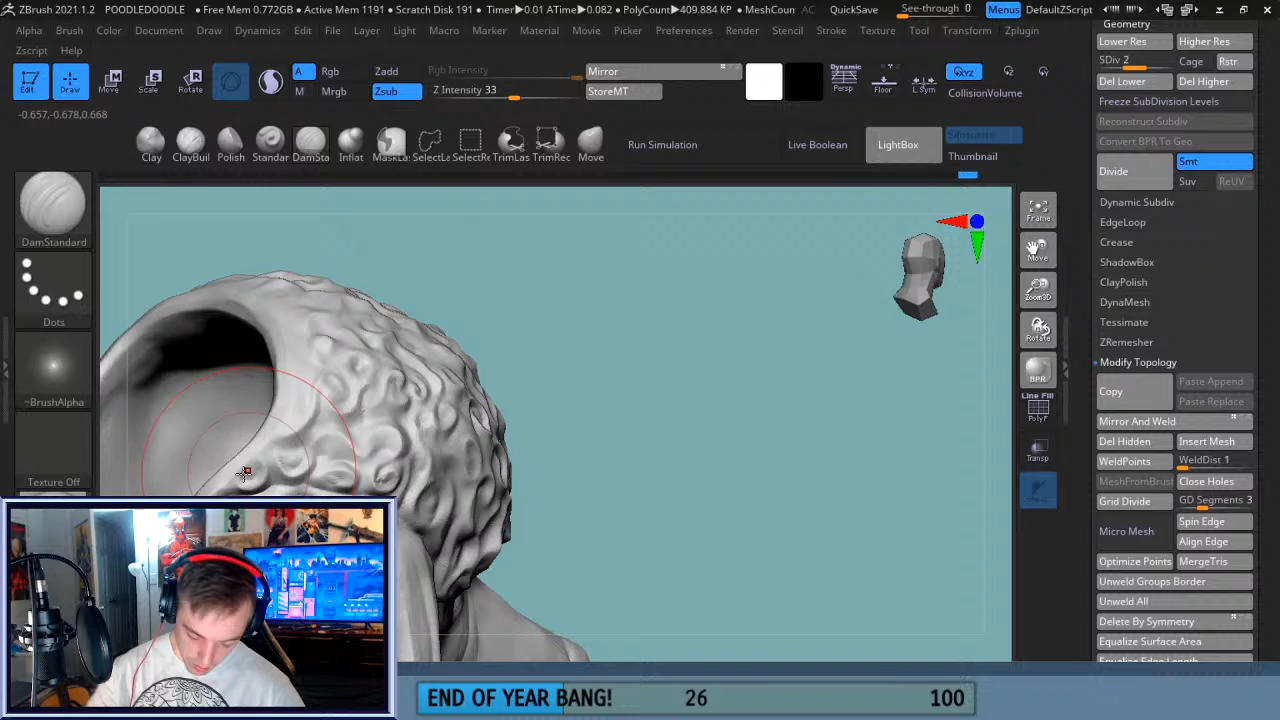 ZBrush 2021.1.2 POODLEDOODLE • Free Mem 0.772GB • Active Mem 1191 • Scratch Disk 191 • Timer▶0.01 ATime▶0.082 • PolyCount▶409.884 KP • MeshCoun AC QuickSave See-through 0 Menus DefaultZScript
Alpha Brush Color Document Draw Dynamics Edit File Layer Light Macro Marker Material Movie Picker Preferences Render Stencil Stroke Texture Tool Transform Zplugin
Zscript Help
Edit Draw Move Scale Rotate
A Rgb Zadd Rgb Intensity
M Mrgb Zsub Z Intensity 33
Mirror
StoreMT
Dynamic
Persp Floor L.Sym
XYZ
CollisionVolume
-0.657,-0.678,0.668
Clay ClayBuil Polish Standar DamSta Inflat MaskLa SelectLa SelectRe TrimLas TrimRec Move
Run Simulation Live Boolean LightBox
Silhouette
Thumbnail
DamStandard
Dots
~BrushAlpha
Texture Off
Frame
Move
Zoom3D
Rotate
BPR
Line Fill
PolyF
Transp
Geometry
Lower Res Higher Res
SDiv 2 Cage Rstr
Del Lower Del Higher
Freeze SubDivision Levels
Reconstruct Subdiv
Convert BPR To Geo
Divide Smt
Suv ReUV
Dynamic Subdiv
EdgeLoop
Crease
ShadowBox
ClayPolish
DynaMesh
Tessimate
ZRemesher
Modify Topology
Copy Paste Append
Paste Replace
Mirror And Weld
Del Hidden Insert Mesh
WeldPoints WeldDist 1
MeshFromBrush Close Holes
Grid Divide GD Segments 3
Micro Mesh Spin Edge
Align Edge
Optimize Points MergeTris
Unweld Groups Border
Unweld All
Delete By Symmetry
Equalize Surface Area
Equalize Edge Length
END OF YEAR BANG! 26 100